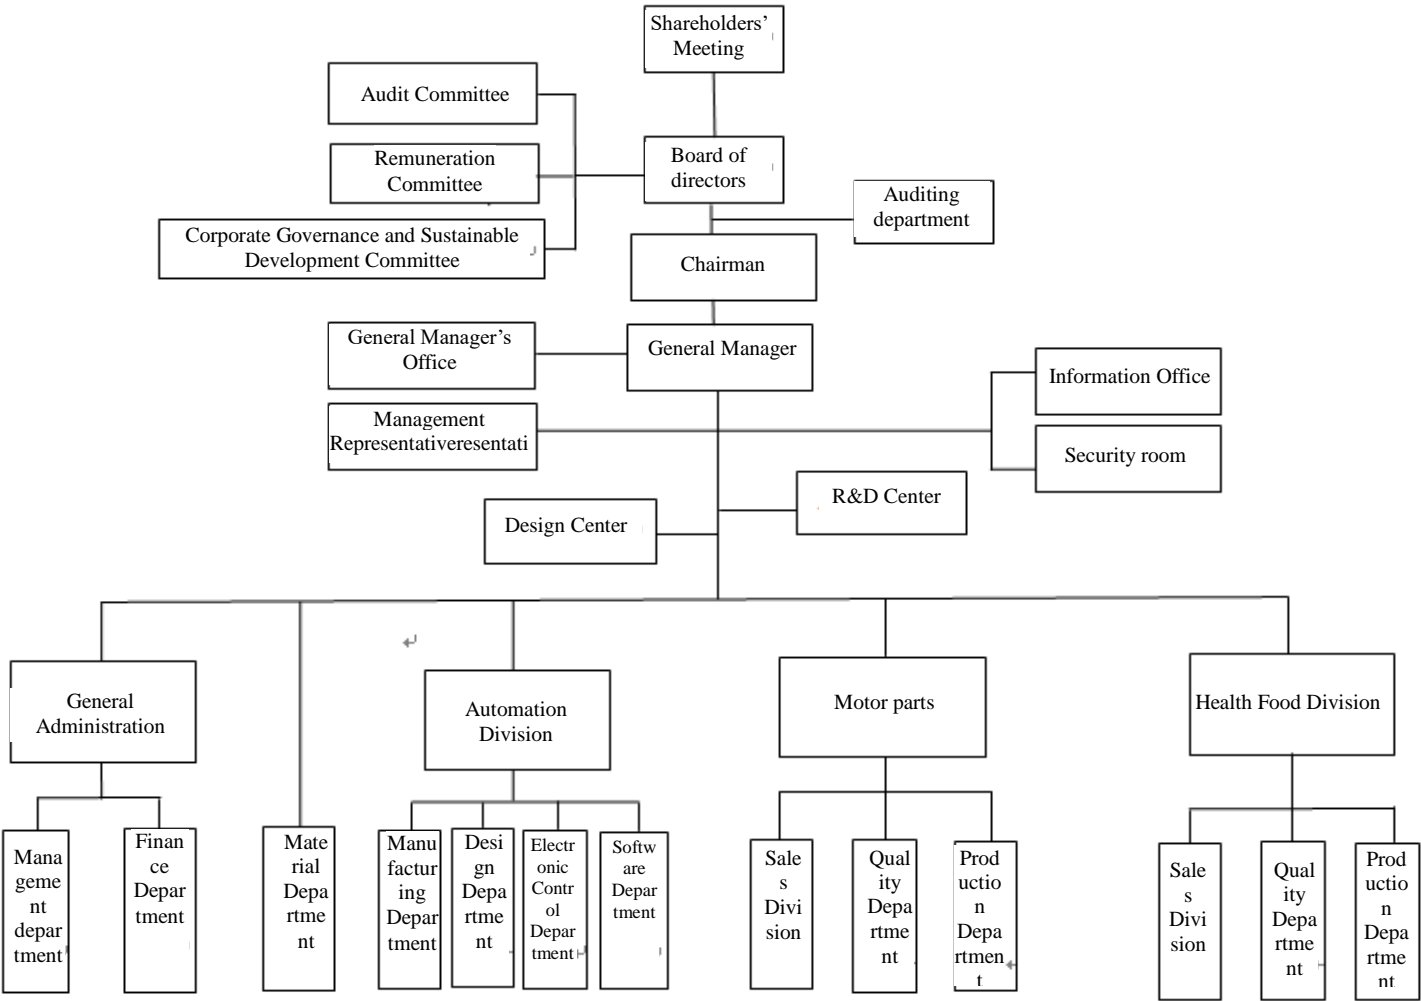 Shareholders’
Meeting
Audit Committee
Remuneration
Committee
Board of
directors
Auditing
department
Corporate Governance and Sustainable
Development Committee
Chairman
General Manager’s
Office
General Manager
Information Office
Management
Representativeresentati
Security room
R&D Center
Design Center
General
Administration
Automation
Division
Motor parts
Health Food Division
Mana
geme
nt
depar
tment
Finan
ce
Depar
tment
Mate
rial
Depa
rtme
nt
Manu
factur
ing
Depar
tment
Desi
gn
Depa
rtme
nt
Electr
onic
Contr
ol
Depar
tment
Softw
are
Depar
tment
Sale
s
Divi
sion
Qual
ity
Depa
rtme
nt
Prod
uctio
n
Depa
rtmen
t
Sale
s
Divi
sion
Qual
ity
Depa
rtme
nt
Prod
uctio
n
Depa
rtme
nt